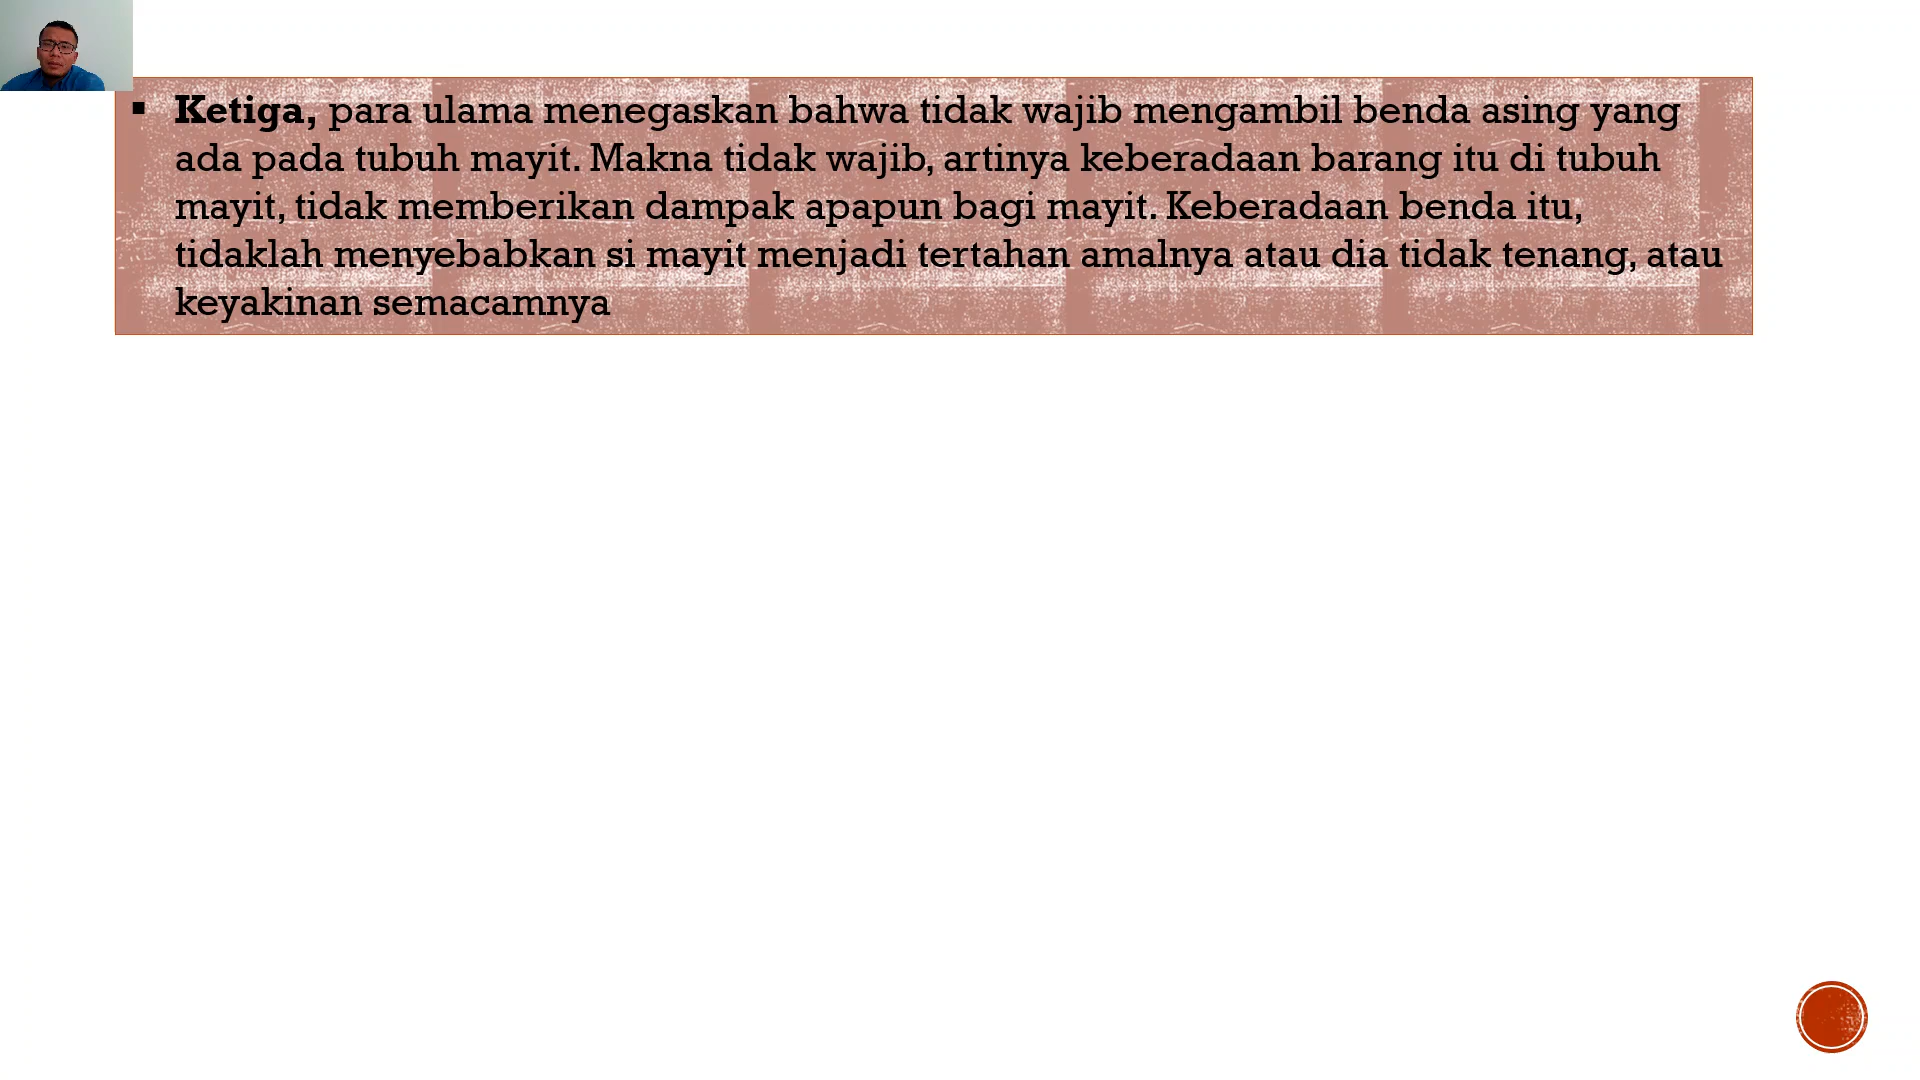 ▪ Ketiga, para ulama menegaskan bahwa tidak wajib mengambil benda asing yang
ada pada tubuh mayit. Makna tidak wajib, artinya keberadaan barang itu di tubuh
mayit, tidak memberikan dampak apapun bagi mayit. Keberadaan benda itu,
tidaklah menyebabkan si mayit menjadi tertahan amalnya atau dia tidak tenang, atau
keyakinan semacamnya